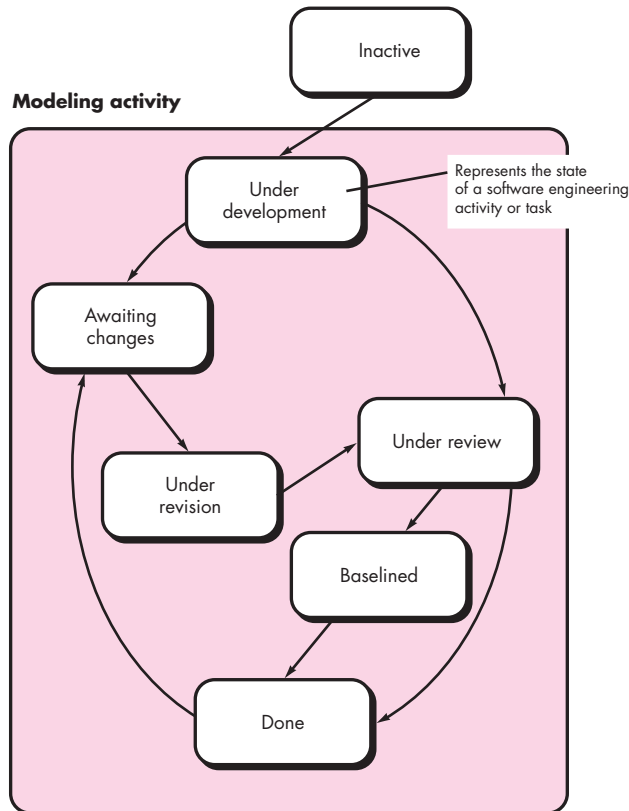 Inactive
Modeling activity
Under
development
Represents the state
of a software engineering
activity or task
Awaiting
changes
Under review
Under
revision
Baselined
Done